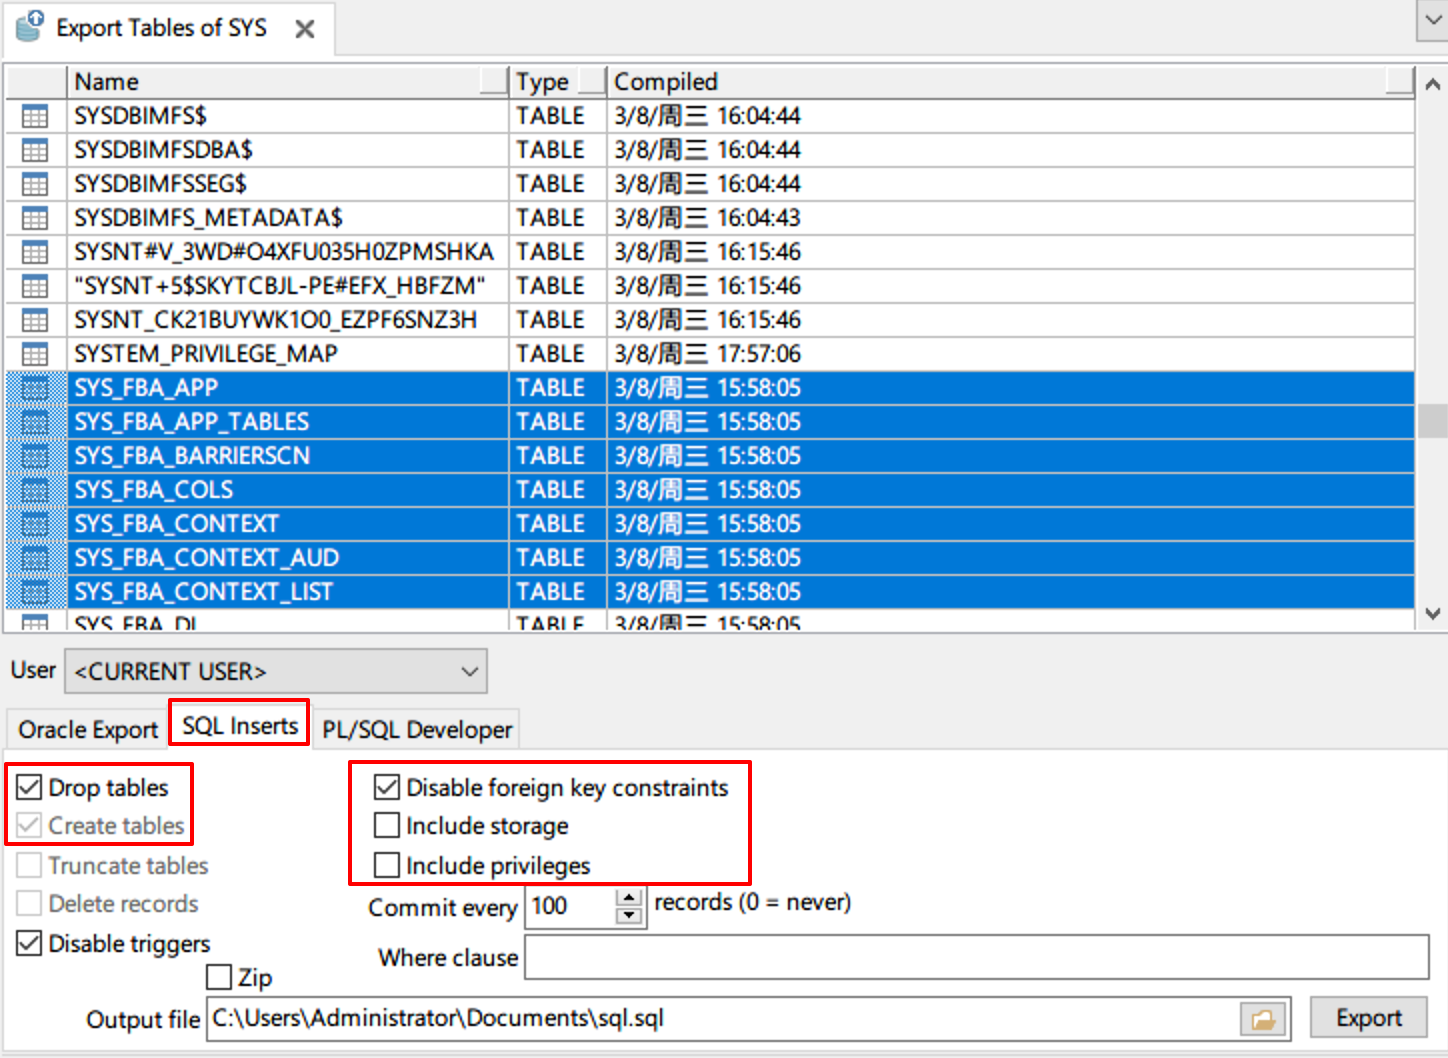 Export Tables of SYS
Name Type Compiled
SYSDBIMFS$ TABLE 3/8/周三 16:04:44
SYSDBIMFSDBA$ TABLE 3/8/周三 16:04:44
SYSDBIMFSSEG$ TABLE 3/8/周三 16:04:44
SYSDBIMFS_METADATA$ TABLE 3/8/周三 16:04:43
SYSNT#V_3WD#O4XFU035H0ZPMSHKA TABLE 3/8/周三 16:15:46
"SYSNT+5$SKYTCBJL-PE#EFX_HBFZM" TABLE 3/8/周三 16:15:46
SYSNT_CK21BUYWK1O0_EZPF6SNZ3H TABLE 3/8/周三 16:15:46
SYSTEM_PRIVILEGE_MAP TABLE 3/8/周三 17:57:06
SYS_FBA_APP TABLE 3/8/周三 15:58:05
SYS_FBA_APP_TABLES TABLE 3/8/周三 15:58:05
SYS_FBA_BARRIERSCN TABLE 3/8/周三 15:58:05
SYS_FBA_COLS TABLE 3/8/周三 15:58:05
SYS_FBA_CONTEXT TABLE 3/8/周三 15:58:05
SYS_FBA_CONTEXT_AUD TABLE 3/8/周三 15:58:05
SYS_FBA_CONTEXT_LIST TABLE 3/8/周三 15:58:05
SYS_FBA_DL TABLE 3/8/周三 15:58:05
User <CURRENT USER>
Oracle Export SQL Inserts PL/SQL Developer
Drop tables Disable foreign key constraints
Create tables Include storage
Truncate tables Include privileges
Delete records Commit every 100 records (0 = never)
Disable triggers Where clause
Zip
Output file C:\Users\Administrator\Documents\sql.sql Export